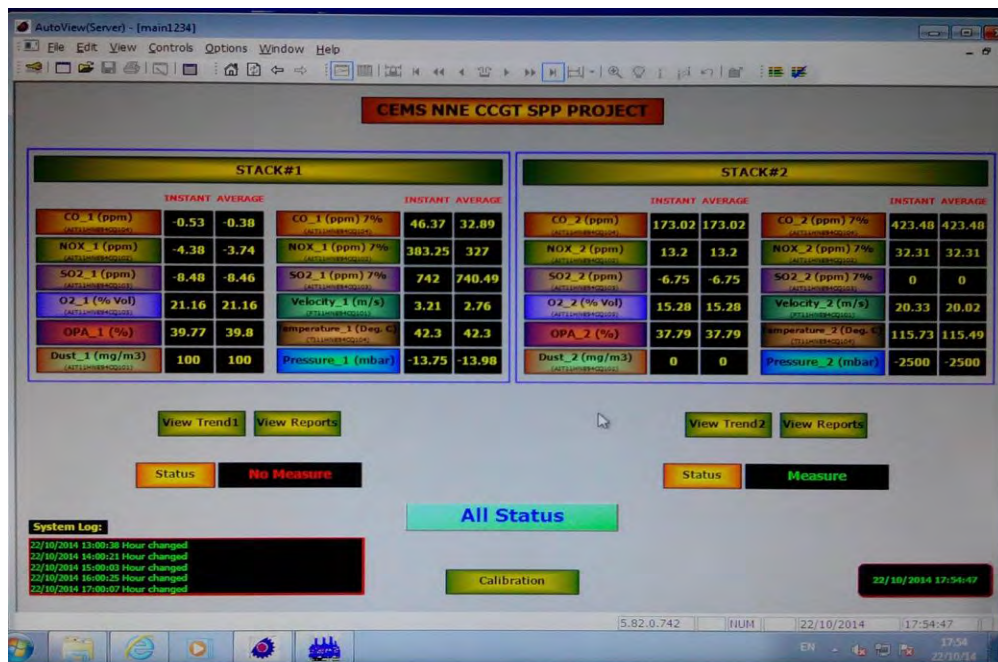 AutoView(Server) - [main1234]
File Edit View Controls Options Window Help
CEMS NNE CCGT SPP PROJECT
STACK#1
INSTANT AVERAGE INSTANT AVERAGE
CO_1 (ppm) -0.53 -0.38 CO_1 (ppm) 7% 46.37 32.89
NOX_1 (ppm) -4.38 -3.74 NOX_1 (ppm) 7% 383.25 327
SO2_1 (ppm) -8.48 -8.46 SO2_1 (ppm) 7% 742 740.49
O2_1 (% Vol) 21.16 21.16 Velocity_1 (m/s) 3.21 2.76
OPA_1 (%) 39.77 39.8 emperature_1 (Deg. C 42.3 42.3
Dust_1 (mg/m3) 100 100 Pressure_1 (mbar) -13.75 -13.98
View Trend1 View Reports
Status No Measure
STACK#2
INSTANT AVERAGE INSTANT AVERAGE
CO_2 (ppm) 173.02 173.02 CO_2 (ppm) 7% 423.48 423.48
NOX_2 (ppm) 13.2 13.2 NOX_2 (ppm) 7% 32.31 32.31
SO2_2 (ppm) -6.75 -6.75 SO2_2 (ppm) 7% 0 0
O2_2 (% Vol) 15.28 15.28 Velocity_2 (m/s) 20.33 20.02
OPA_2 (%) 37.79 37.79 emperature_2 (Deg. C 115.73 115.49
Dust_2 (mg/m3) 0 0 Pressure_2 (mbar) -2500 -2500
View Trend2 View Reports
Status Measure
All Status
System Log:
22/10/2014 13:00:38 Hour changed
22/10/2014 14:00:21 Hour changed
22/10/2014 15:00:03 Hour changed
22/10/2014 16:00:25 Hour changed
22/10/2014 17:00:07 Hour changed
Calibration
22/10/2014 17:54:47
5.82.0.742 NUM 22/10/2014 17:54:47
EN 17:54
22/10/14